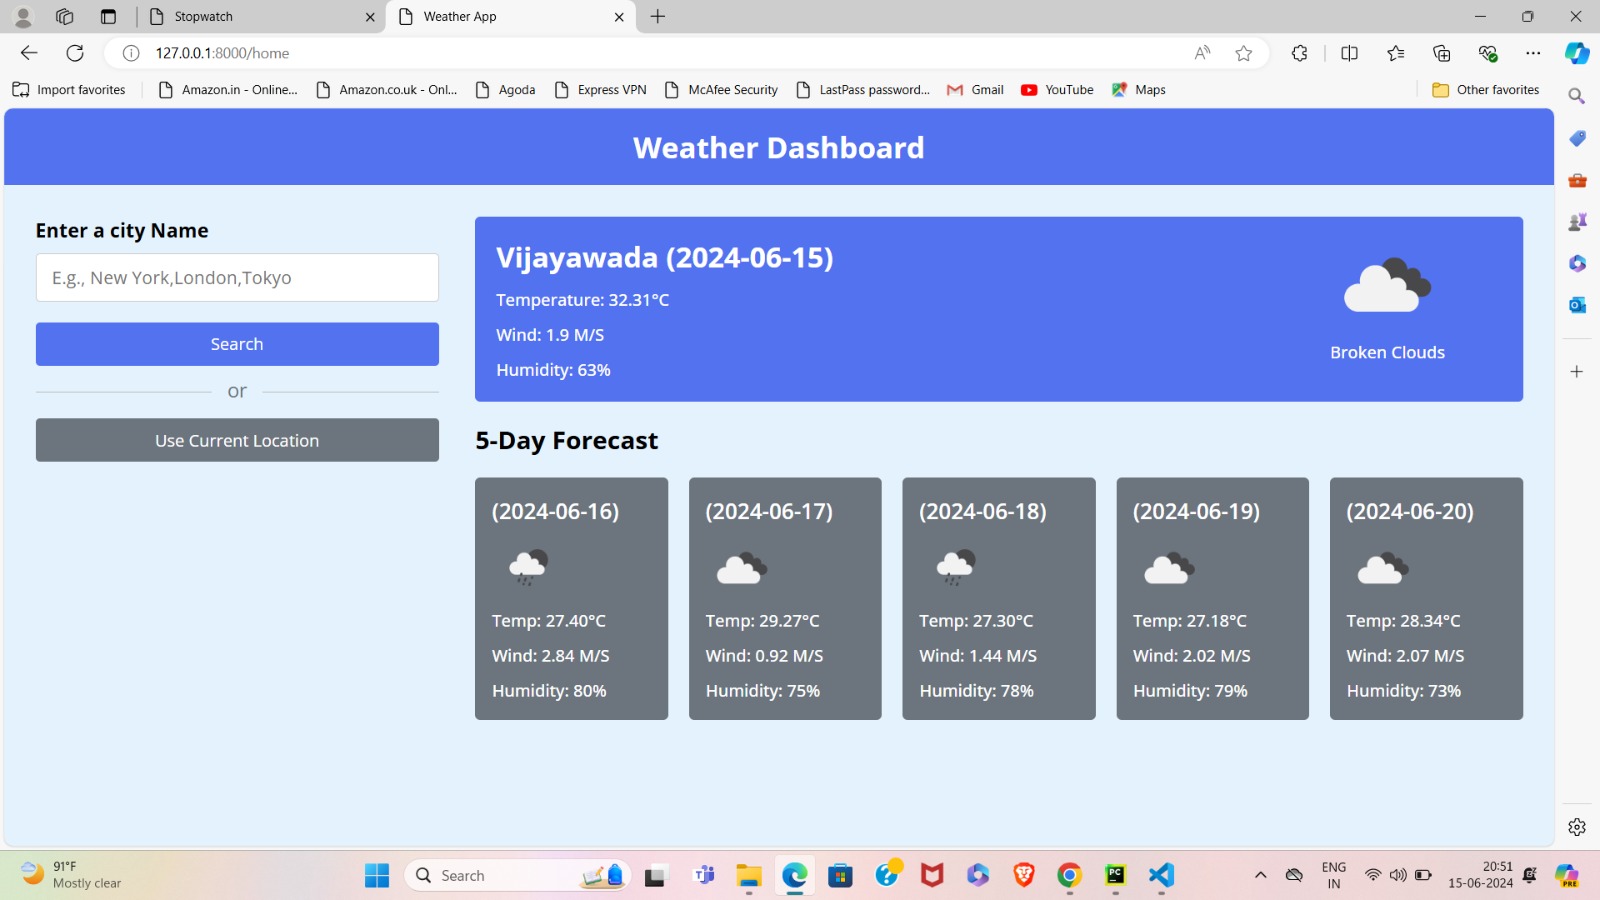 Stopwatch
Weather App
127.0.0.1:8000/home
Import favorites
Amazon.in - Online...
Amazon.co.uk - Onl...
Agoda
Express VPN
McAfee Security
LastPass password...
Gmail
YouTube
Maps
Other favorites
Weather Dashboard
Enter a city Name
E.g., New York,London,Tokyo
Search
or
Use Current Location
Vijayawada (2024-06-15)
Temperature: 32.31°C
Wind: 1.9 M/S
Humidity: 63%
Broken Clouds
5-Day Forecast
(2024-06-16)
Temp: 27.40°C
Wind: 2.84 M/S
Humidity: 80%
(2024-06-17)
Temp: 29.27°C
Wind: 0.92 M/S
Humidity: 75%
(2024-06-18)
Temp: 27.30°C
Wind: 1.44 M/S
Humidity: 78%
(2024-06-19)
Temp: 27.18°C
Wind: 2.02 M/S
Humidity: 79%
(2024-06-20)
Temp: 28.34°C
Wind: 2.07 M/S
Humidity: 73%
91°F
Mostly clear
Search
PC
ENG
IN
20:51
15-06-2024
PRE